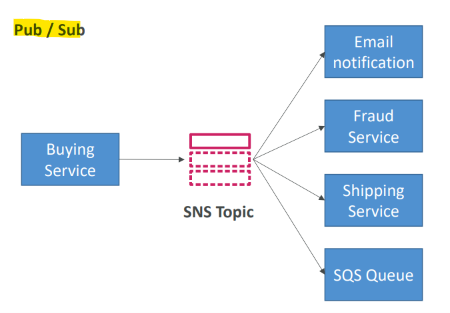 Pub / Sub
Email
notification
Fraud
Service
Buying
Service
Shipping
Service
SNS Topic
SQS Queue